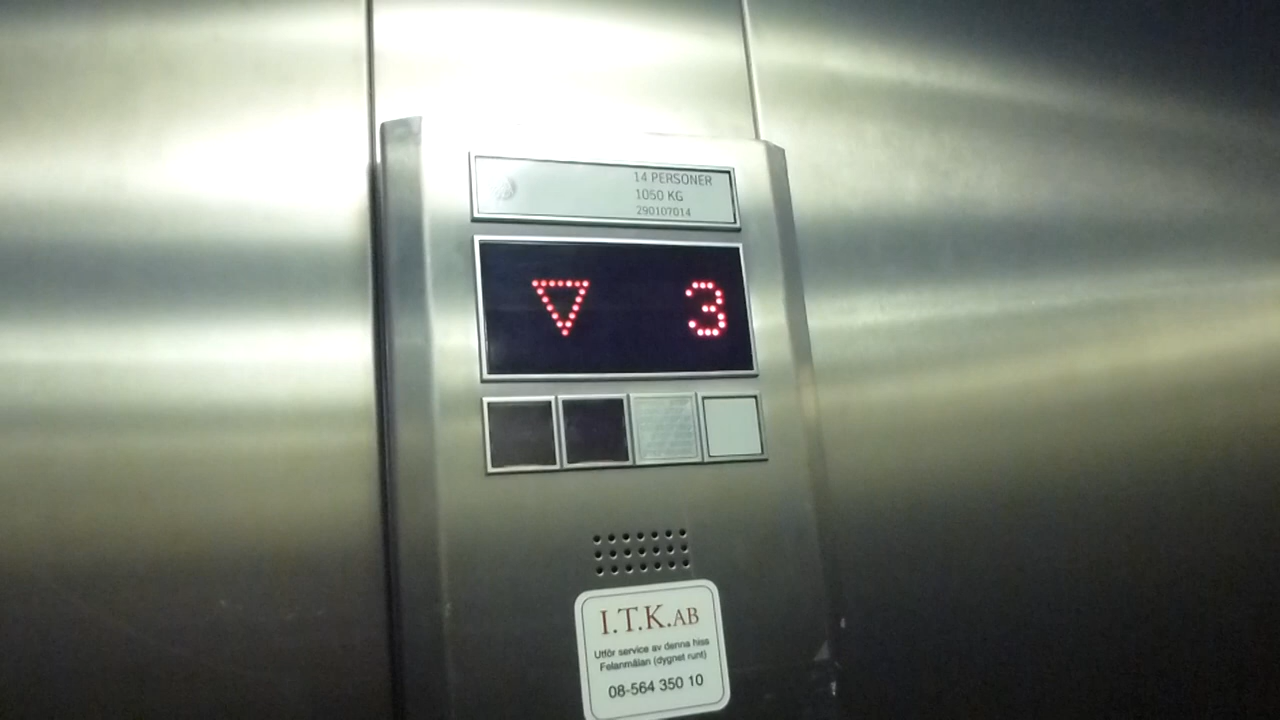 14 PERSONER
1050 KG
290107014
3
I.T.K.AB
Utför service av denna hiss
Felanmälan (dygnet runt)
08-564 350 10